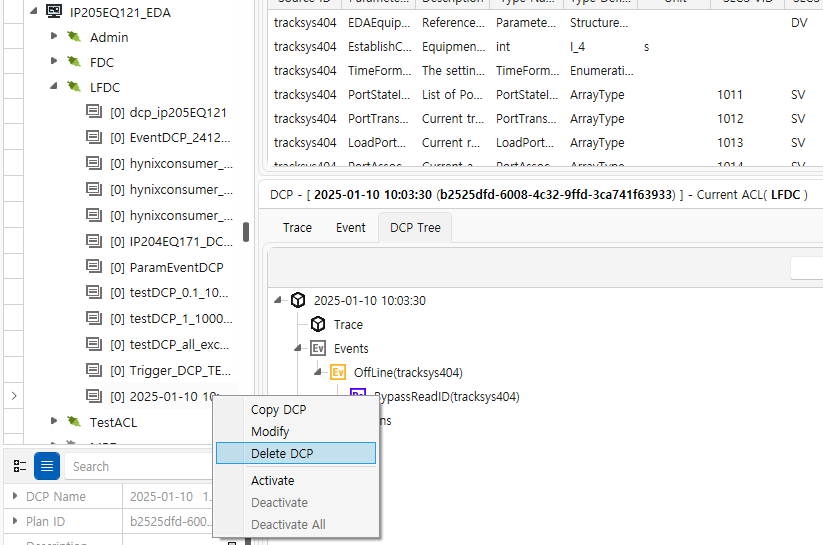 IP205EQ121_EDA
Admin
FDC
LFDC
[0] dcp_ip205EQ121
[0] EventDCP_2412...
[0] hynixconsumer_...
[0] hynixconsumer_...
[0] hynixconsumer_...
[0] IP204EQ171_DC...
[0] ParamEventDCP
[0] testDCP_0.1_10...
[0] testDCP_1_1000...
[0] testDCP_all_exc...
[0] Trigger_DCP_TE...
[0] 2025-01-10 10:
TestACL
Search
DCP Name 2025-01-10 1...
Plan ID b2525dfd-600...
Description
Source ID Paramete... Description Type Na... Type Defi... Unit SECS VID SECS
tracksys404 EDAEquip... Reference... Paramete... Structure... DV
tracksys404 EstablishC... Equipmen... int I_4 s
tracksys404 TimeForm... The settin... TimeForm... Enumerati...
tracksys404 PortStateI... List of Po... PortStateI... ArrayType 1011 SV
tracksys404 PortTrans... Current tr... PortTrans... ArrayType 1012 SV
tracksys404 LoadPort... Current r... LoadPort... ArrayType 1013 SV
tracksys404 PortAssoc... Current a... PortAssoc... ArrayType 1014 SV
DCP - [ 2025-01-10 10:03:30 (b2525dfd-6008-4c32-9ffd-3ca741f63933) ] - Current ACL( LFDC )
Trace Event DCP Tree
2025-01-10 10:03:30
Trace
Ev Events
Ev OffLine(tracksys404)
BypassReadID(tracksys404)
ns
Copy DCP
Modify
Delete DCP
Activate
Deactivate
Deactivate All